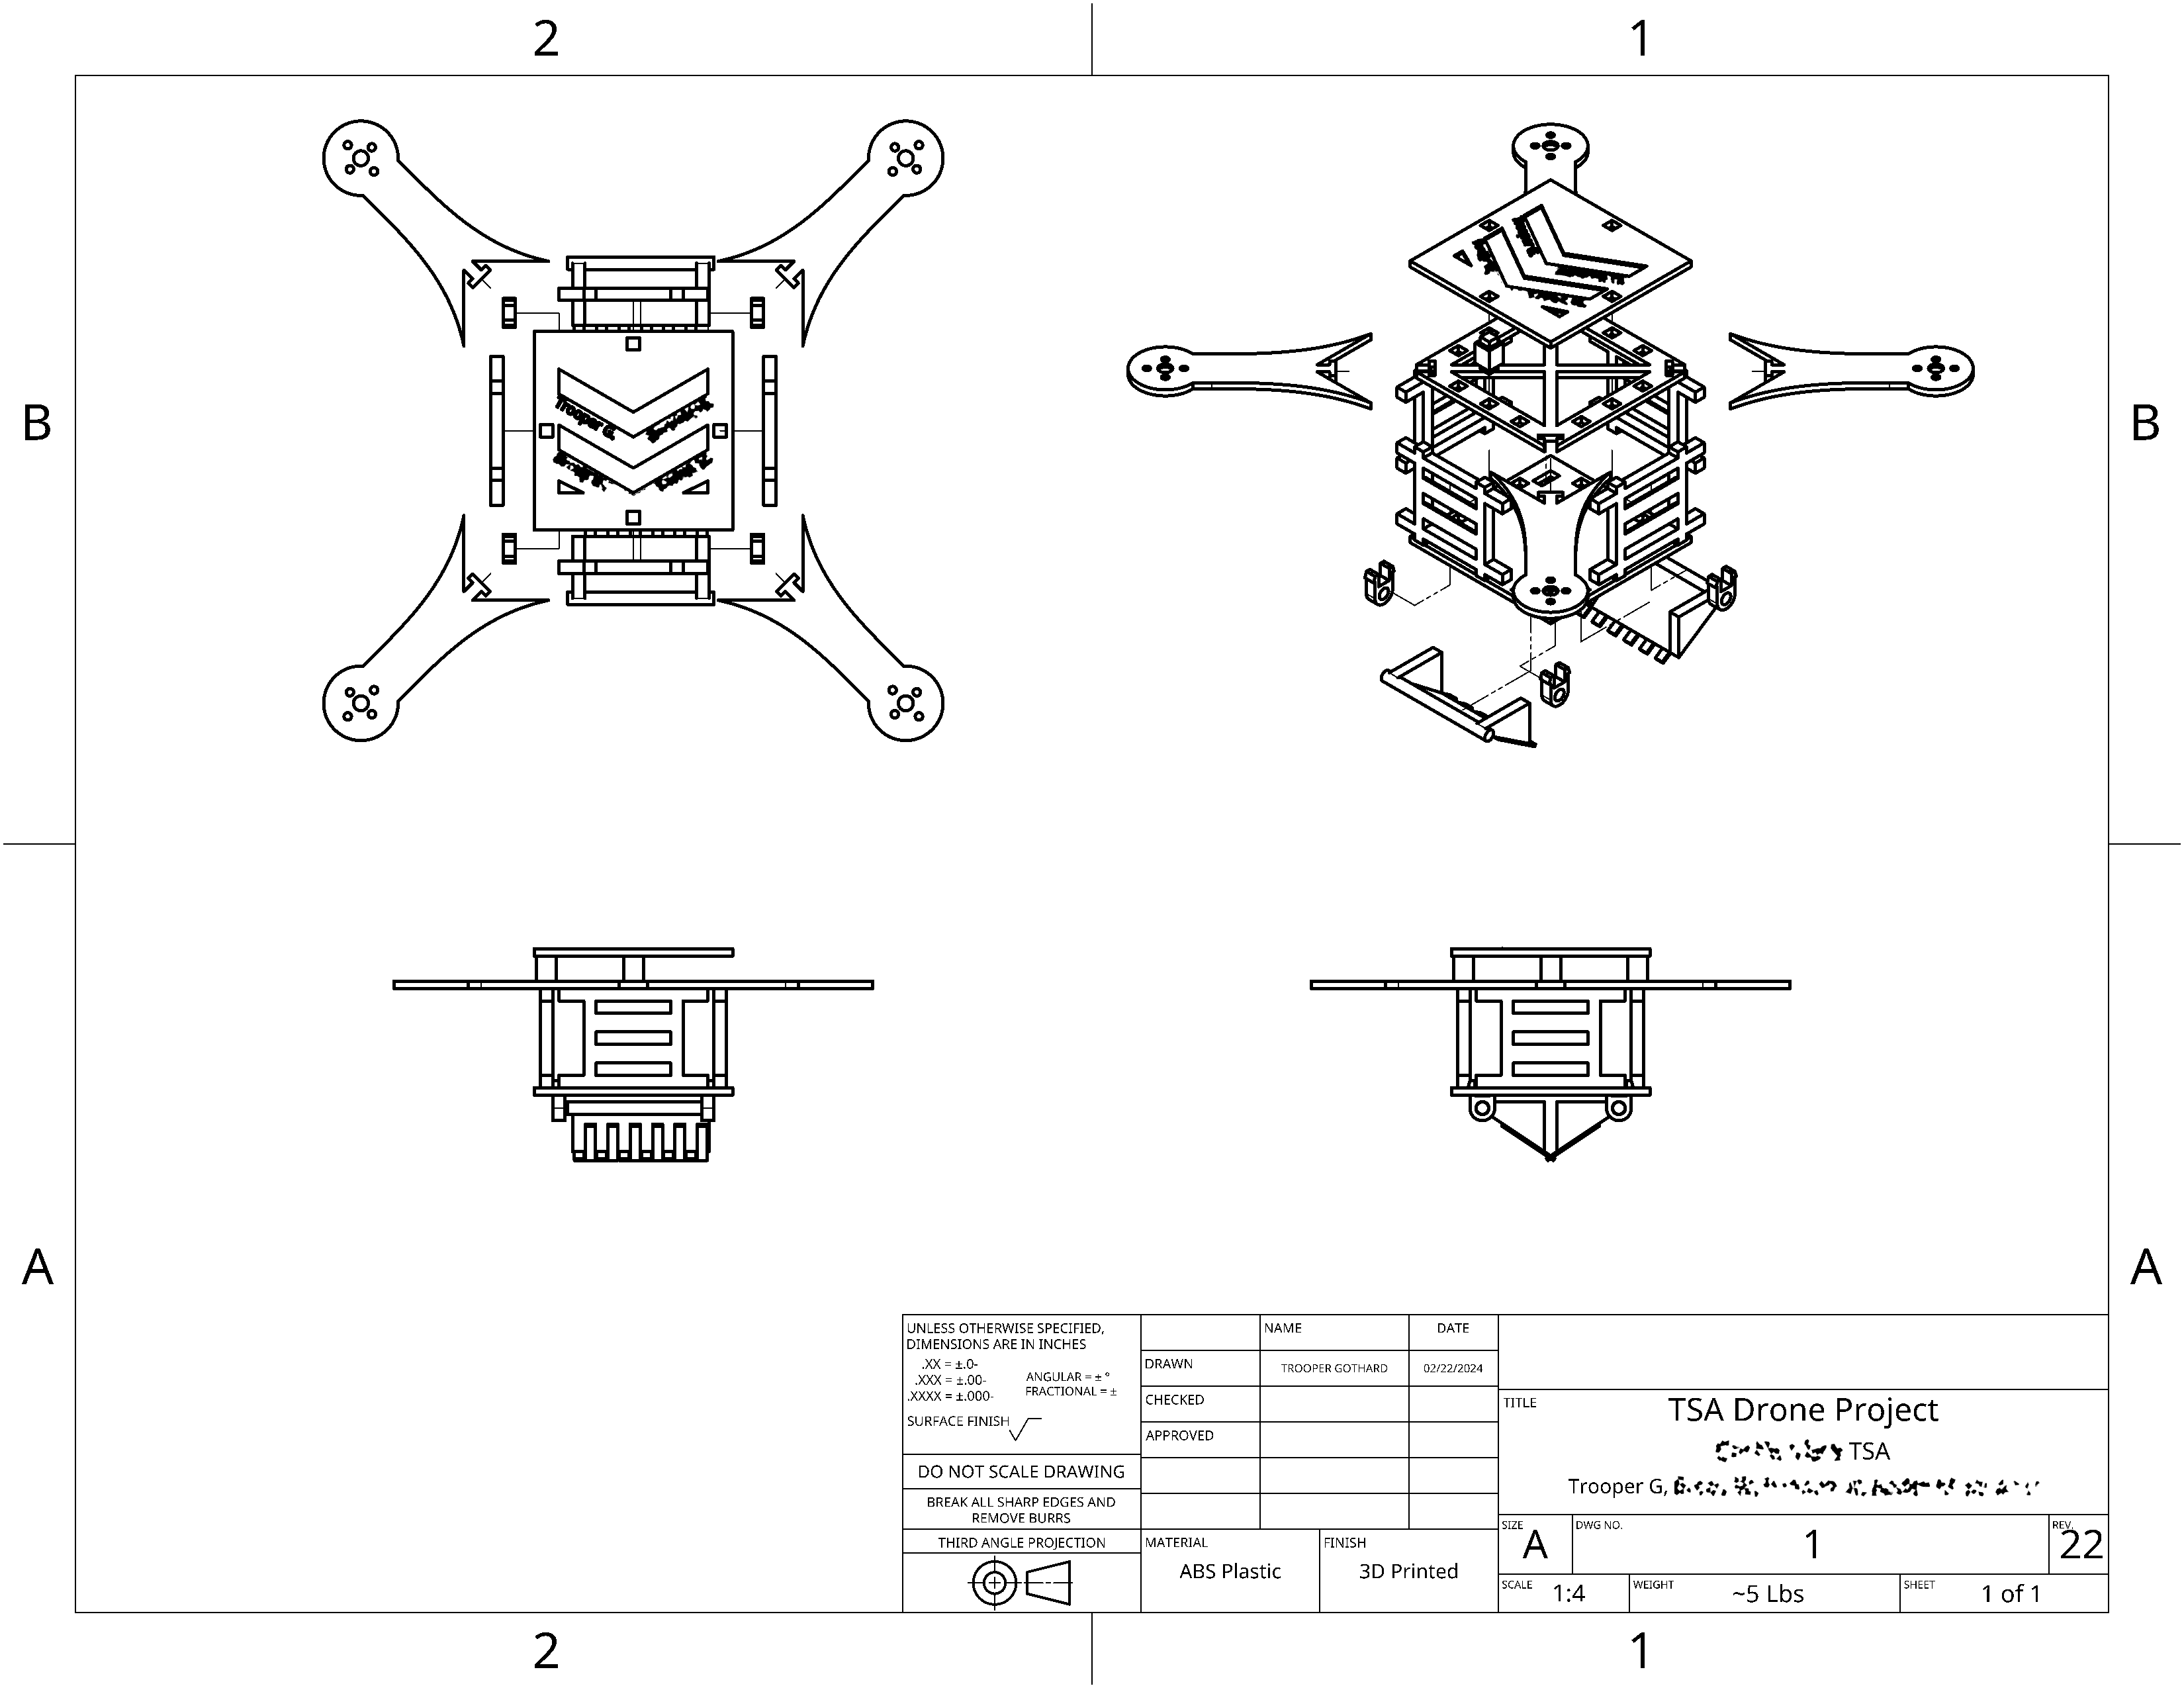 2
1
B
B
Trooper G.
A
A
UNLESS OTHERWISE SPECIFIED,
DIMENSIONS ARE IN INCHES
.XX = ±.0-
.XXX = ±.00-
.XXXX = ±.000-
ANGULAR = ± °
FRACTIONAL = ±
SURFACE FINISH
DO NOT SCALE DRAWING
BREAK ALL SHARP EDGES AND
REMOVE BURRS
THIRD ANGLE PROJECTION
NAME
DATE
DRAWN
TROOPER GOTHARD
02/22/2024
CHECKED
APPROVED
MATERIAL
ABS Plastic
FINISH
3D Printed
TITLE
TSA Drone Project
TSA
Trooper G,
SIZE
A
DWG NO.
1
REV.
22
SCALE
1:4
WEIGHT
~5 Lbs
SHEET
1 of 1
2
1